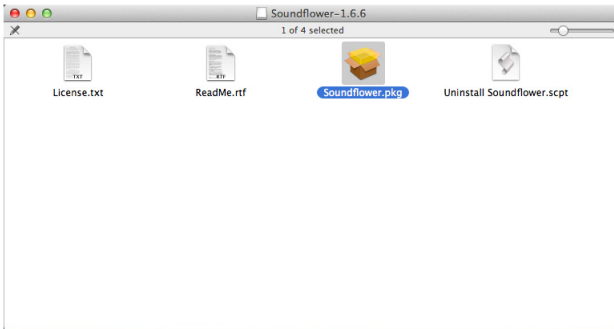 Soundflower-1.6.6
1 of 4 selected
TXT
RTF
License.txt
ReadMe.rtf
Soundflower.pkg
Uninstall Soundflower.scpt